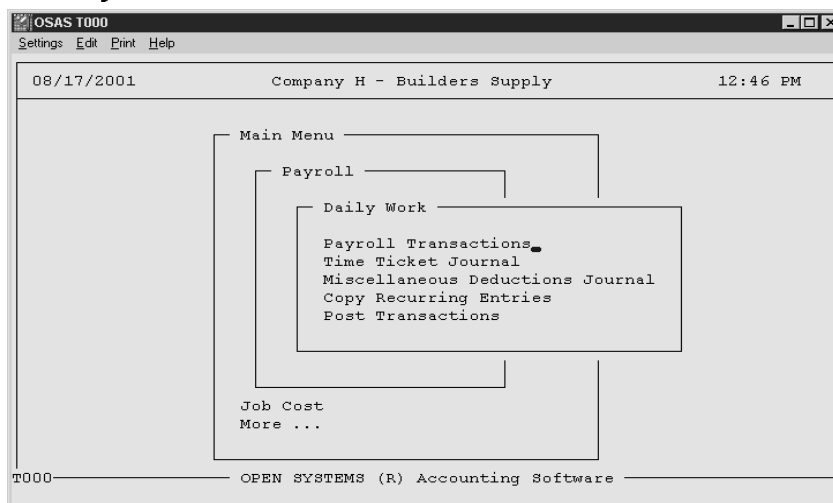 OSAS T000
Settings Edit Print Help
08/17/2001 Company H - Builders Supply 12:46 PM
Main Menu
Payroll
Daily Work
Payroll Transactions
Time Ticket Journal
Miscellaneous Deductions Journal
Copy Recurring Entries
Post Transactions
Job Cost
More ...
T000 OPEN SYSTEMS (R) Accounting Software